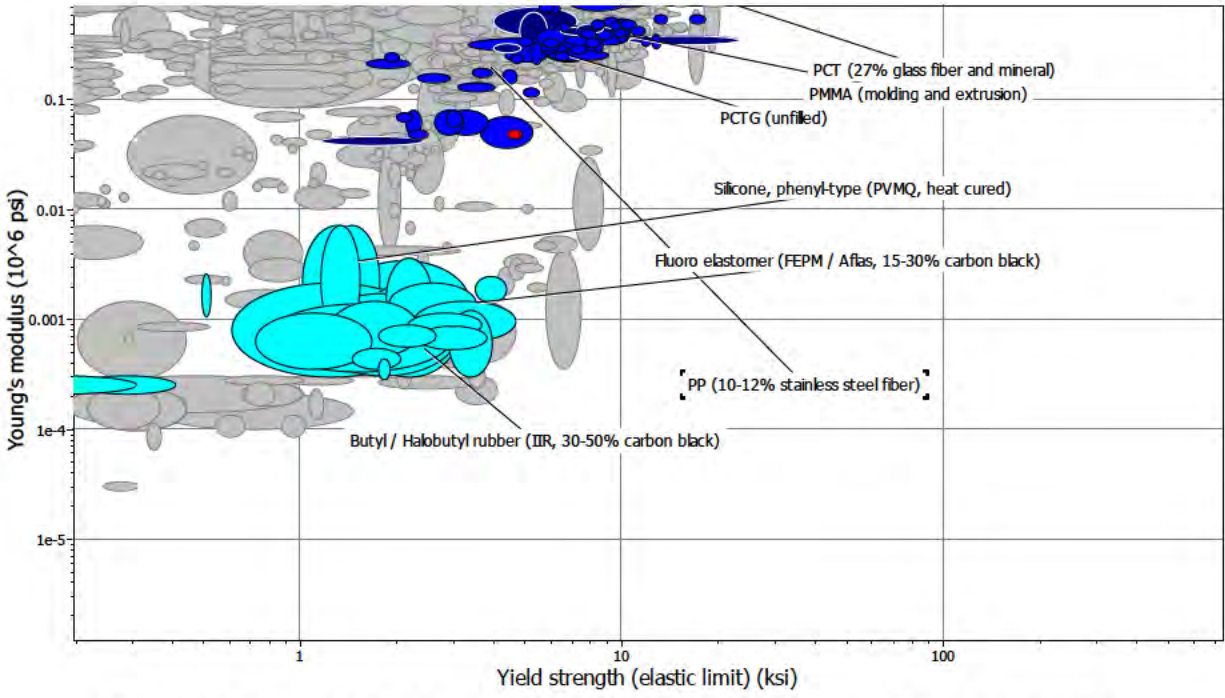 PCT (27% glass fiber and mineral)
PMMA (molding and extrusion)
0.1
PCTG (unfilled)
Silicone, phenyl-type (PVMQ, heat cured)
0.01
Fluoro elastomer (FEPM / Aflas, 15-30% carbon black)
0.001
PP (10-12% stainless steel fiber)
1e-4
Butyl / Halobutyl rubber (IIR, 30-50% carbon black)
1e-5
Young's modulus (10^6 psi)
1
10
100
Yield strength (elastic limit) (ksi)